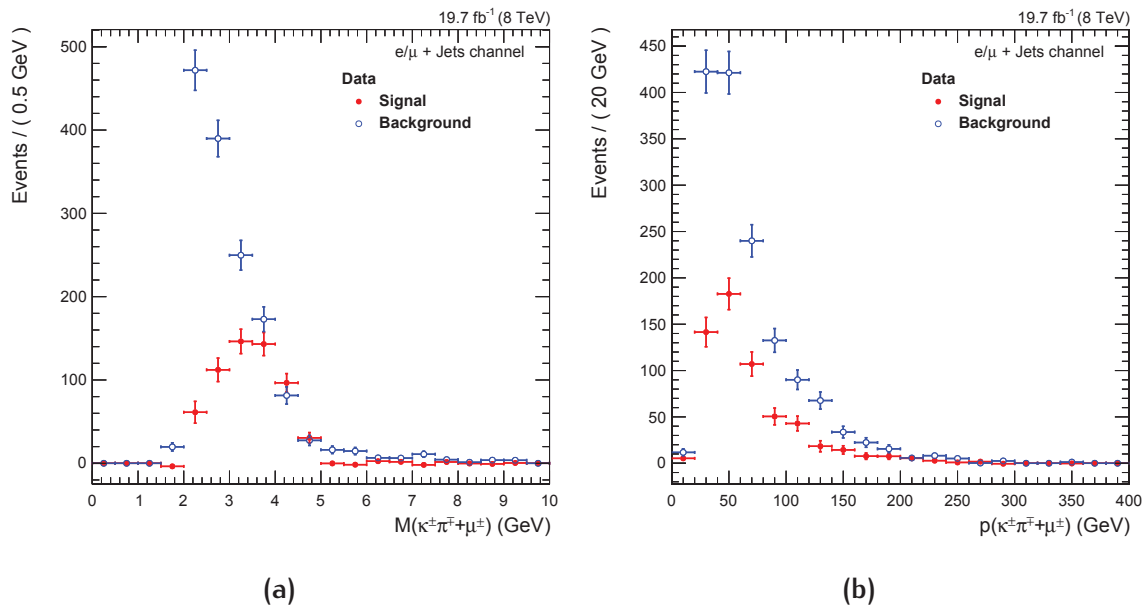 19.7 fb⁻¹ (8 TeV)
e/μ + Jets channel
Data
Signal
Background
Events / ( 0.5 GeV )
500
400
300
200
100
0
0 1 2 3 4 5 6 7 8 9 10
M(κ±π∓+μ±) (GeV)
(a)
19.7 fb⁻¹ (8 TeV)
e/μ + Jets channel
Data
Signal
Background
Events / ( 20 GeV )
450
400
350
300
250
200
150
100
50
0
0 50 100 150 200 250 300 350 400
p(κ±π∓+μ±) (GeV)
(b)